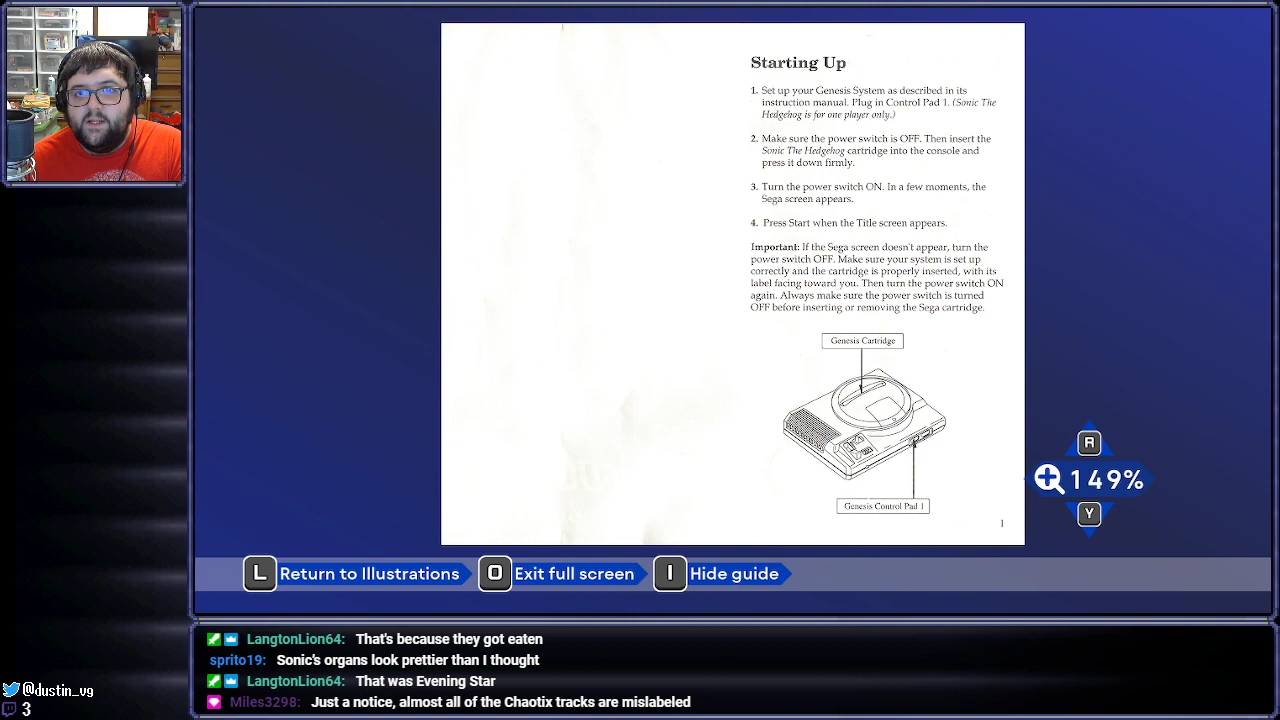 Starting Up
1. Set up your Genesis System as described in its
instruction manual. Plug in Control Pad 1. (Sonic The
Hedgehog is for one player only.)
2. Make sure the power switch is OFF. Then insert the
Sonic The Hedgehog cartridge into the console and
press it down firmly.
3. Turn the power switch ON. In a few moments, the
Sega screen appears.
4. Press Start when the Title screen appears.
Important: If the Sega screen doesn't appear, turn the
power switch OFF. Make sure your system is set up
correctly and the cartridge is properly inserted, with its
label facing toward you. Then turn the power switch ON
again. Always make sure the power switch is turned
OFF before inserting or removing the Sega cartridge.
Genesis Cartridge
Genesis Control Pad 1
1
R
149%
Y
L Return to Illustrations O Exit full screen I Hide guide
LangtonLion64: That's because they got eaten
sprito19: Sonic's organs look prettier than I thought
LangtonLion64: That was Evening Star
Miles3298: Just a notice, almost all of the Chaotix tracks are mislabeled
@dustin_vg
3